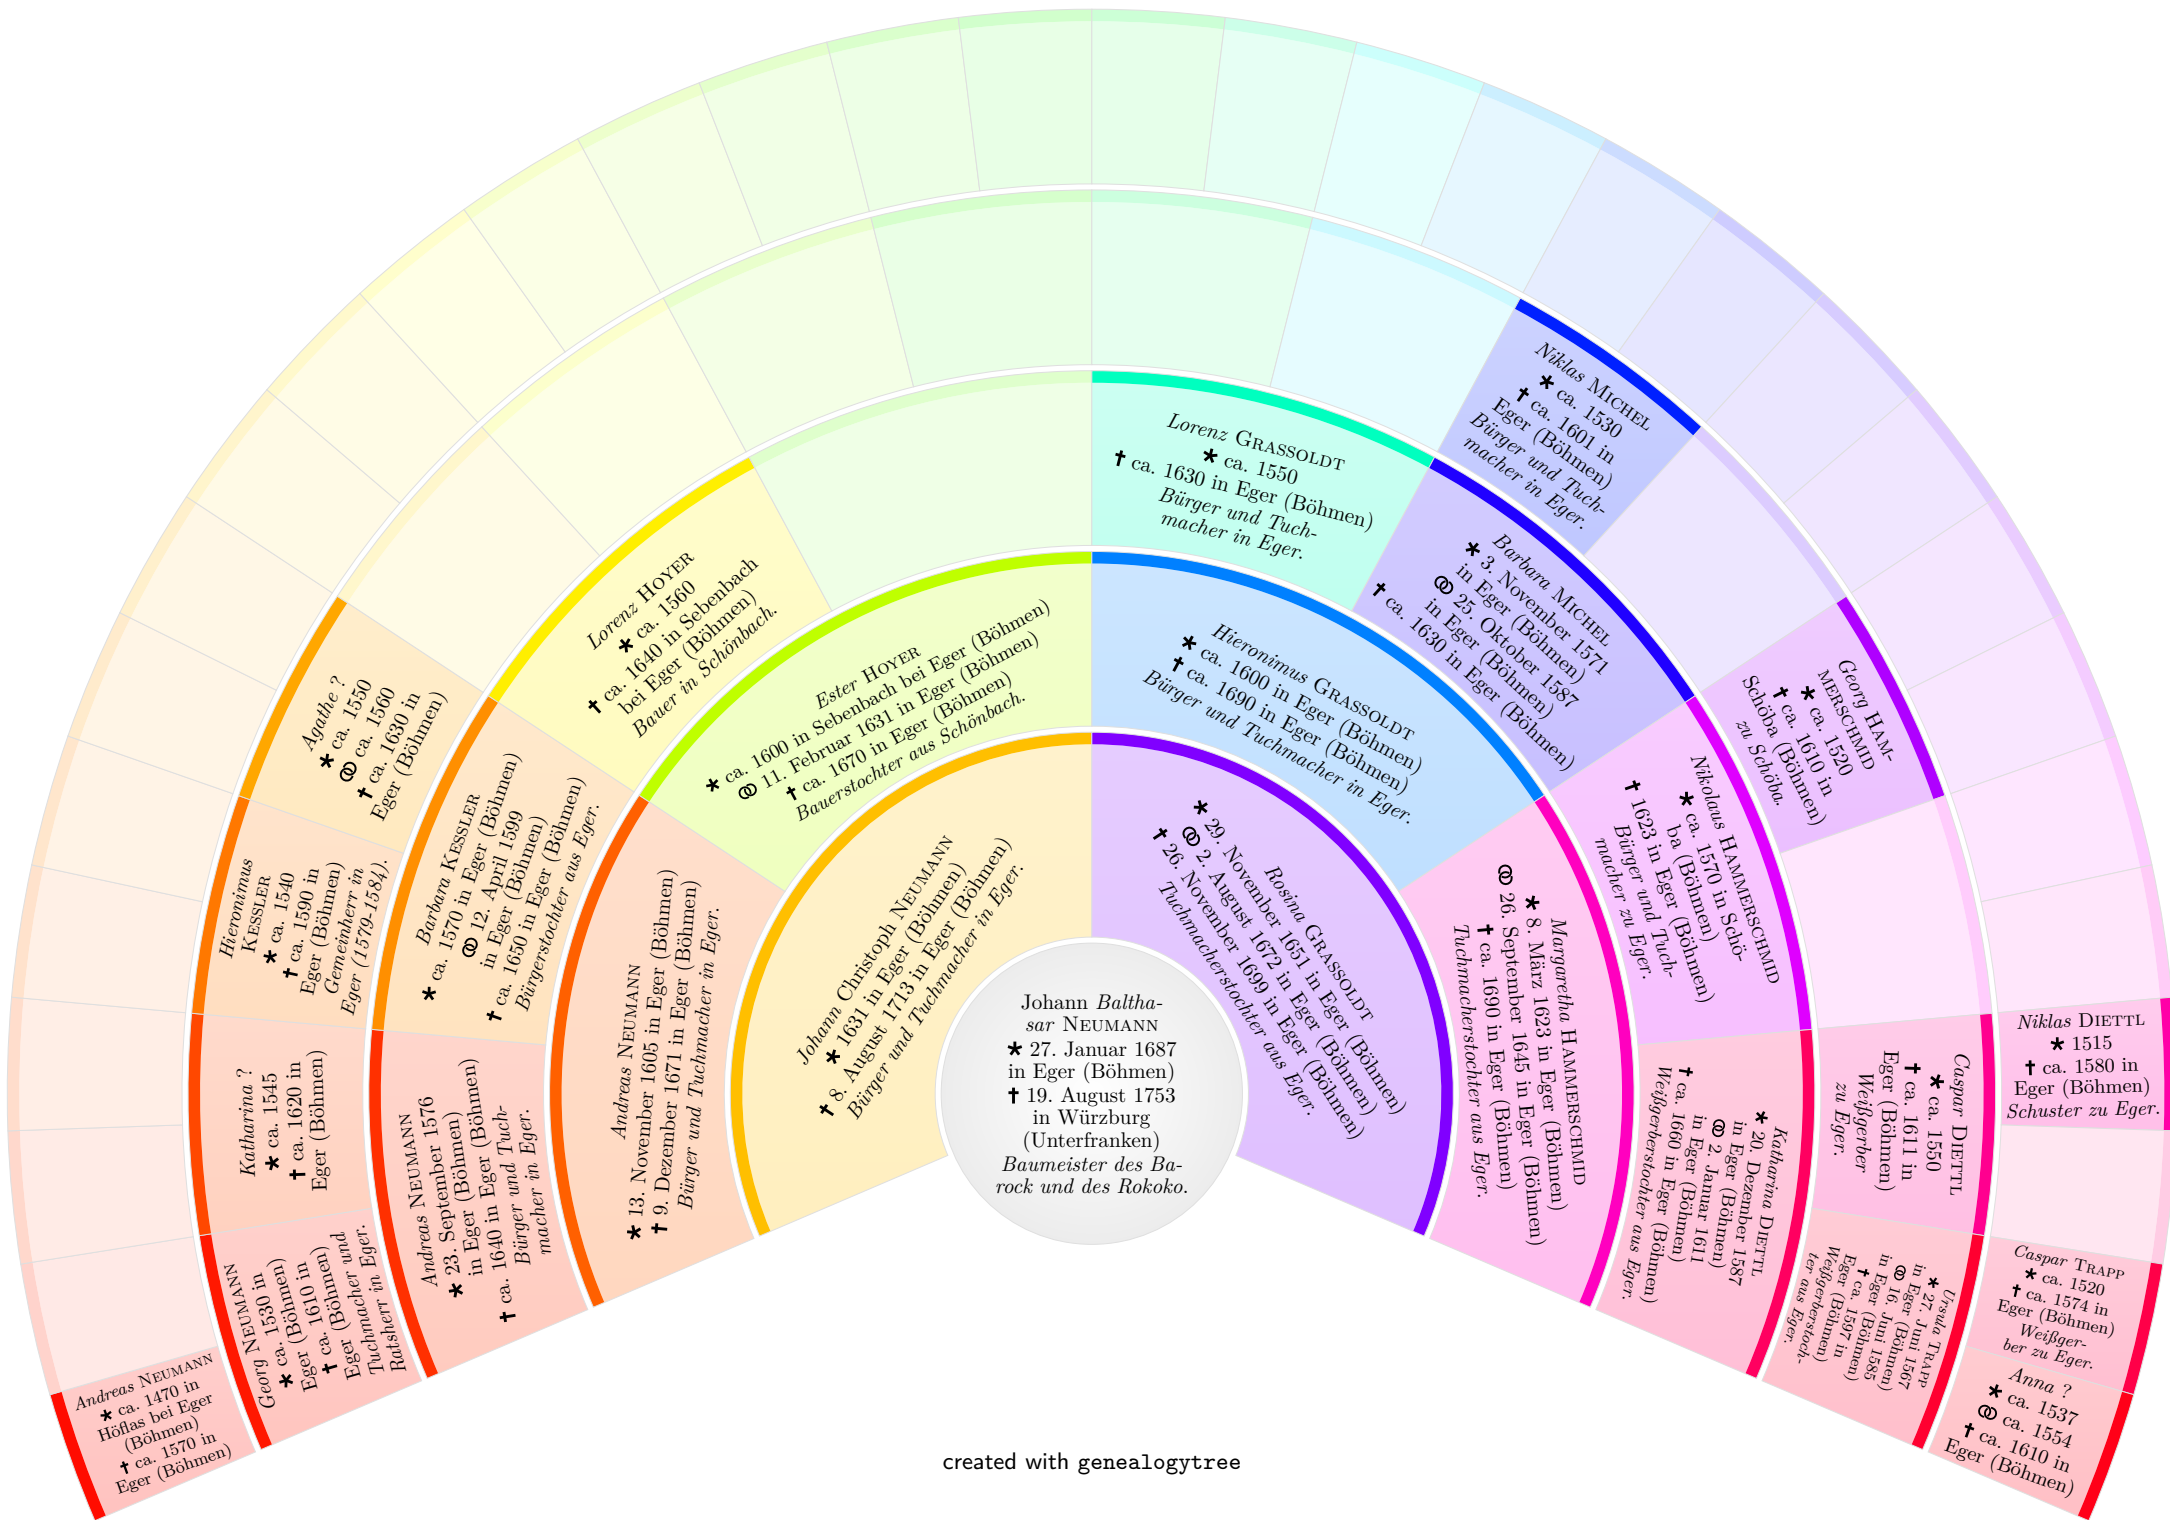 Johann Baltha-
sar NEUMANN
* 27. Januar 1687
in Eger (Böhmen)
† 19. August 1753
in Würzburg
(Unterfranken)
Baumeister des Ba-
rock und des Rokoko.
Johann Christoph NEUMANN
* 1631 in Eger (Böhmen)
† 8. August 1713 in Eger (Böhmen)
Bürger und Tuchmacher in Eger.
Rosina GRASSOLDT
* 29. November 1651 in Eger (Böhmen)
⚭ 2. August 1672 in Eger (Böhmen)
† 26. November 1699 in Eger (Böhmen)
Tuchmacherstochter aus Eger.
Andreas NEUMANN
* 13. November 1605 in Eger (Böhmen)
† 9. Dezember 1671 in Eger (Böhmen)
Bürger und Tuchmacher in Eger.
Ester HOYER
* ca. 1600 in Sebenbach bei Eger (Böhmen)
⚭ 11. Februar 1631 in Eger (Böhmen)
† ca. 1670 in Eger (Böhmen)
Bauerstochter aus Schönbach.
Hieronimus GRASSOLDT
* ca. 1600 in Eger (Böhmen)
† ca. 1690 in Eger (Böhmen)
Bürger und Tuchmacher in Eger.
Margaretha HAMMERSCHMID
* 8. März 1623 in Eger (Böhmen)
⚭ 26. September 1645 in Eger (Böhmen)
† ca. 1690 in Eger (Böhmen)
Tuchmacherstochter aus Eger.
Andreas NEUMANN
* 23. September 1576
in Eger (Böhmen)
† ca. 1640 in Eger (Böhmen)
Bürger und Tuch-
macher in Eger.
Barbara KESSLER
* ca. 1570 in Eger (Böhmen)
⚭ 12. April 1599
in Eger (Böhmen)
† ca. 1650 in Eger (Böhmen)
Bürgerstochter aus Eger.
Lorenz HOYER
* ca. 1560
† ca. 1640 in Sebenbach
bei Eger (Böhmen)
Bauer in Schönbach.
Lorenz GRASSOLDT
* ca. 1550
† ca. 1630 in Eger (Böhmen)
Bürger und Tuch-
macher in Eger.
Barbara MICHEL
* 3. November 1571
in Eger (Böhmen)
⚭ 25. Oktober 1587
in Eger (Böhmen)
† ca. 1630 in Eger (Böhmen)
Nikolaus HAMMERSCHMID
* ca. 1570 in Schö-
ba (Böhmen)
† 1623 in Eger (Böhmen)
Bürger und Tuch-
macher zu Eger.
Katharina DIETTL
* 20. Dezember 1587
in Eger (Böhmen)
⚭ 2. Januar 1611
in Eger (Böhmen)
† ca. 1660 in Eger (Böhmen)
Weißgerberstochter aus Eger.
Georg NEUMANN
* ca. 1530 in
Eger (Böhmen)
† ca. 1610 in
Eger (Böhmen)
Tuchmacher und
Ratsherr in Eger.
Katharina ?
* ca. 1545
† ca. 1620 in
Eger (Böhmen)
Hieronimus
KESSLER
* ca. 1540
† ca. 1590 in
Eger (Böhmen)
Gemeinherr in
Eger (1579-1584).
Agathe ?
* ca. 1550
⚭ ca. 1560
† ca. 1630 in
Eger (Böhmen)
Niklas MICHEL
* ca. 1530
† ca. 1601 in
Eger (Böhmen)
Bürger und Tuch-
macher in Eger.
Georg HAM-
MERSCHMID
* ca. 1520
† ca. 1610 in
Schöba (Böhmen)
zu Schöba.
Caspar DIETTL
* ca. 1550
† ca. 1611 in
Eger (Böhmen)
Weißgerber
zu Eger.
Ursula TRAPP
* 27. Juni 1567
in Eger (Böhmen)
⚭ 16. Juni 1585
in Eger (Böhmen)
† ca. 1597 in
Eger (Böhmen)
Weißgerberstoch-
ter aus Eger.
Andreas NEUMANN
* ca. 1470 in
Höflas bei Eger
(Böhmen)
† ca. 1570 in
Eger (Böhmen)
Niklas DIETTL
* 1515
† ca. 1580 in
Eger (Böhmen)
Schuster zu Eger.
Caspar TRAPP
* ca. 1520
† ca. 1574 in
Eger (Böhmen)
Weißger-
ber zu Eger.
Anna ?
* ca. 1537
⚭ ca. 1554
† ca. 1610 in
Eger (Böhmen)
created with genealogytree